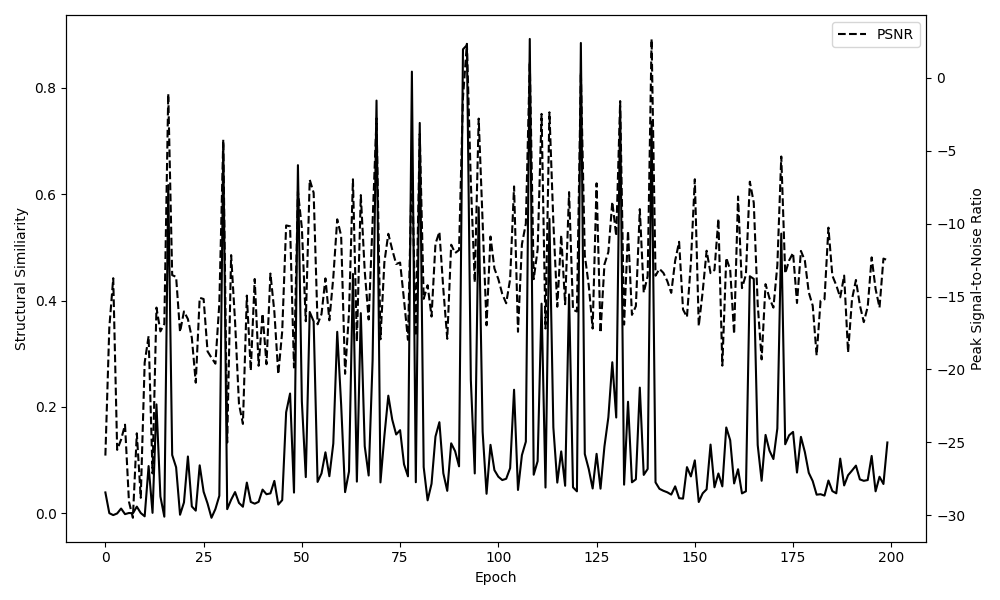 PSNR
0.8
0.6
0.4
0.2
0.0
Structural Similiarity
0
−5
−10
−15
−20
−25
−30
Peak Signal-to-Noise Ratio
0 25 50 75 100 125 150 175 200
Epoch